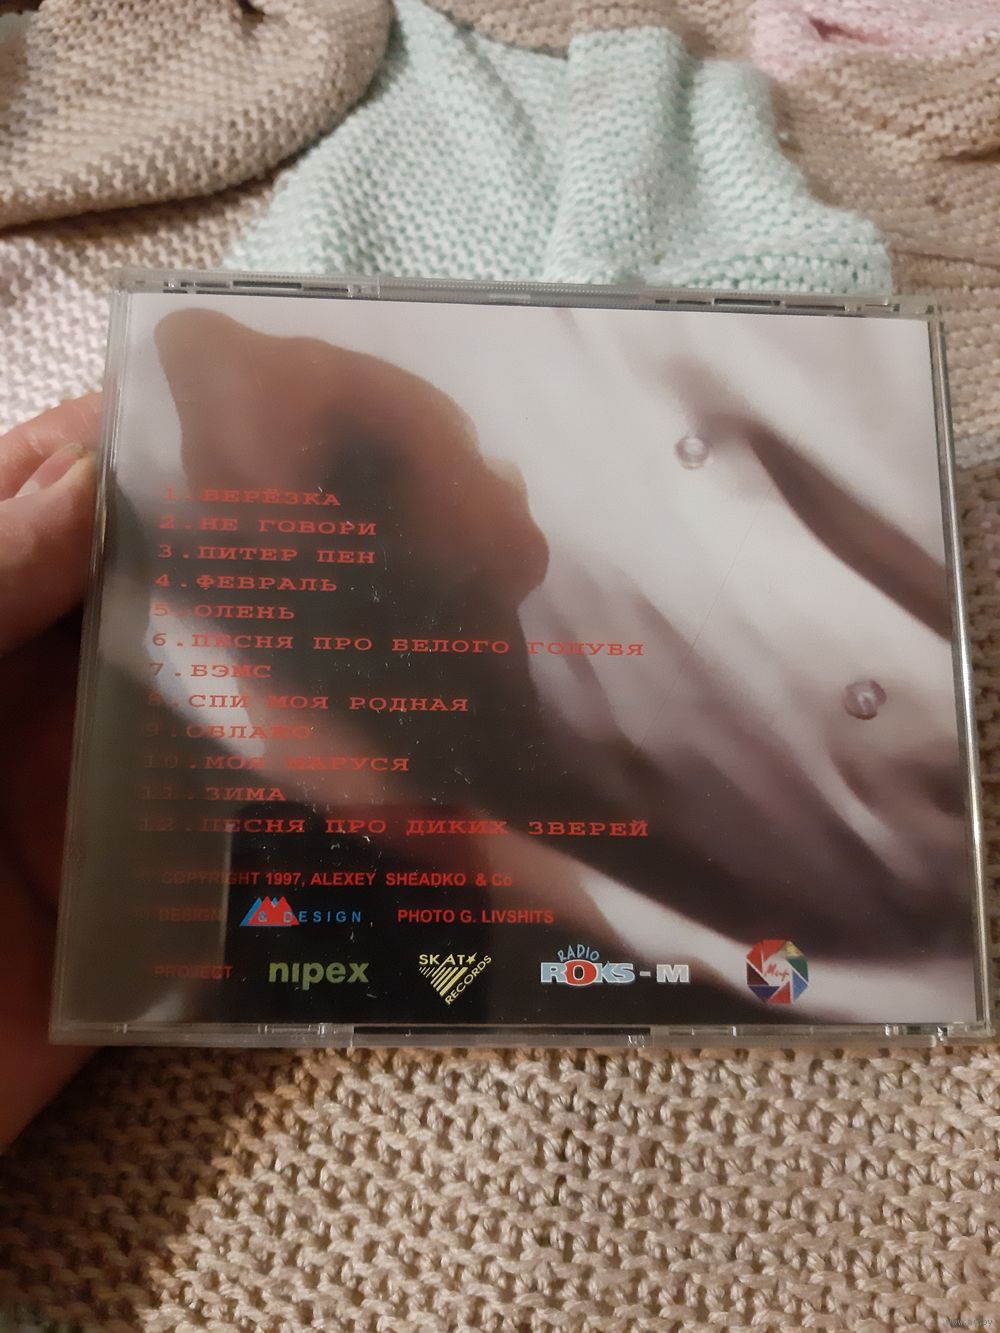 1.БЕРЁЗКА
2.НЕ ГОВОРИ
3.ПИТЕР ПЕН
4.ФЕВРАЛЬ
5.ОЛЕНЬ
6.ПЕСНЯ ПРО БЕЛОГО ГОЛУБЯ
7.БЭМС
8.СПИ МОЯ РОДНАЯ
9.ОБЛАКО
10.МОЯ МАРУСЯ
11.ЗИМА
12.ПЕСНЯ ПРО ДИКИХ ЗВЕРЕЙ
COPYRIGHT 1997, ALEXEY SHEADKO & Co
DESIGN & DESIGN PHOTO G. LIVSHITS
PROJECT nipex SKAT RECORDS RADIO ROKS-M Мир